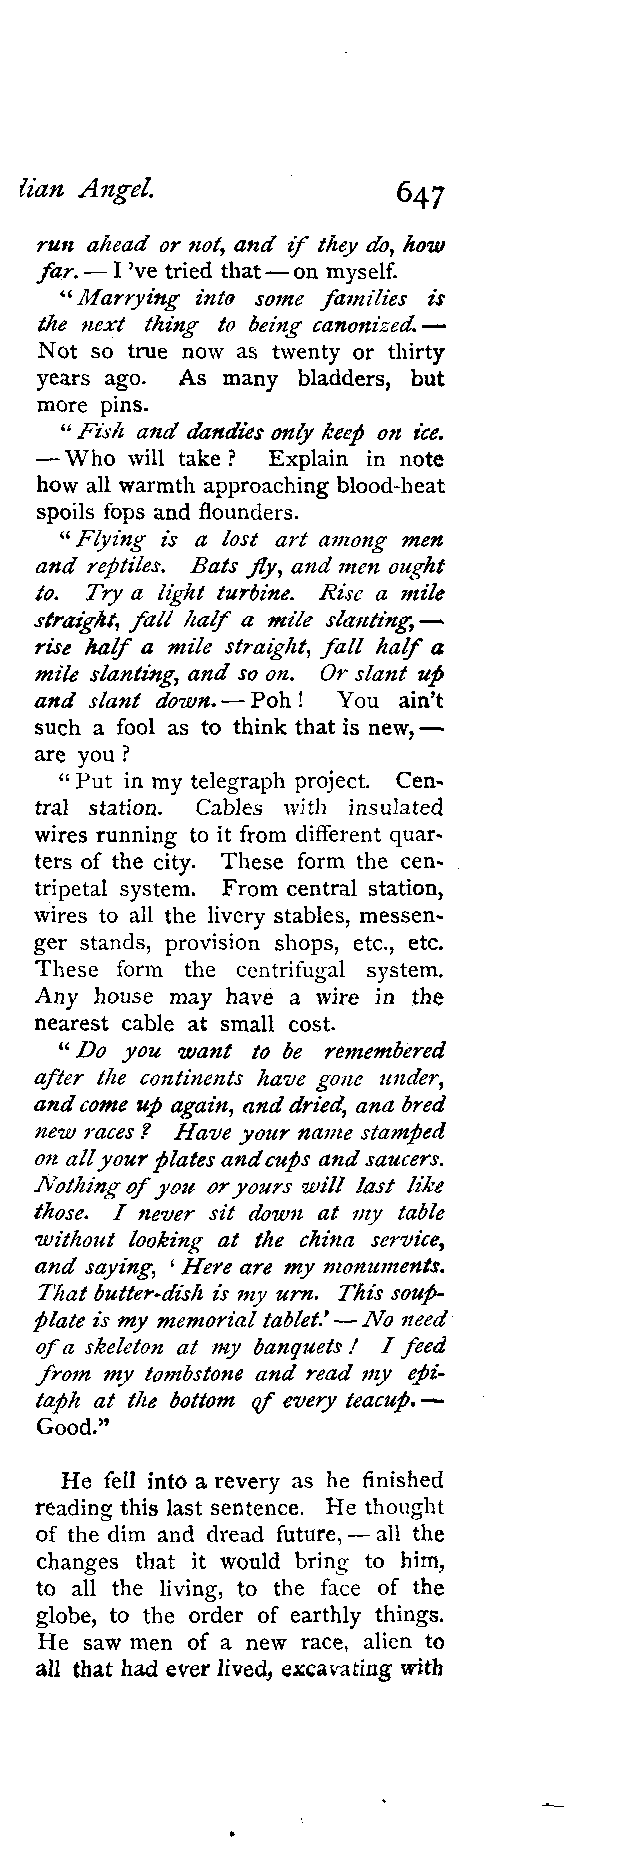 lian Angel. 647
run ahead or not, and if they do, how
far. — I 've tried that — on myself.
“Marrying into some families is
the next thing to being canonized. —
Not so true now as twenty or thirty
years ago. As many bladders, but
more pins.
“Fish and dandies only keep on ice.
— Who will take? Explain in note
how all warmth approaching blood-heat
spoils fops and flounders.
“Flying is a lost art among men
and reptiles. Bats fly, and men ought
to. Try a light turbine. Rise a mile
straight, fall half a mile slanting, —
rise half a mile straight, fall half a
mile slanting, and so on. Or slant up
and slant down. — Poh! You ain't
such a fool as to think that is new, —
are you?
“Put in my telegraph project. Cen-
tral station. Cables with insulated
wires running to it from different quar-
ters of the city. These form the cen-
tripetal system. From central station,
wires to all the livery stables, messen-
ger stands, provision shops, etc., etc.
These form the centrifugal system.
Any house may have a wire in the
nearest cable at small cost.
“Do you want to be remembered
after the continents have gone under,
and come up again, and dried, ana bred
new races? Have your name stamped
on all your plates and cups and saucers.
Nothing of you or yours will last like
those. I never sit down at my table
without looking at the china service,
and saying, ‘Here are my monuments.
That butter-dish is my urn. This soup-
plate is my memorial tablet.’ — No need
of a skeleton at my banquets! I feed
from my tombstone and read my epi-
taph at the bottom of every teacup. —
Good.”
He fell into a revery as he finished
reading this last sentence. He thought
of the dim and dread future, — all the
changes that it would bring to him,
to all the living, to the face of the
globe, to the order of earthly things.
He saw men of a new race, alien to
all that had ever lived, excavating with